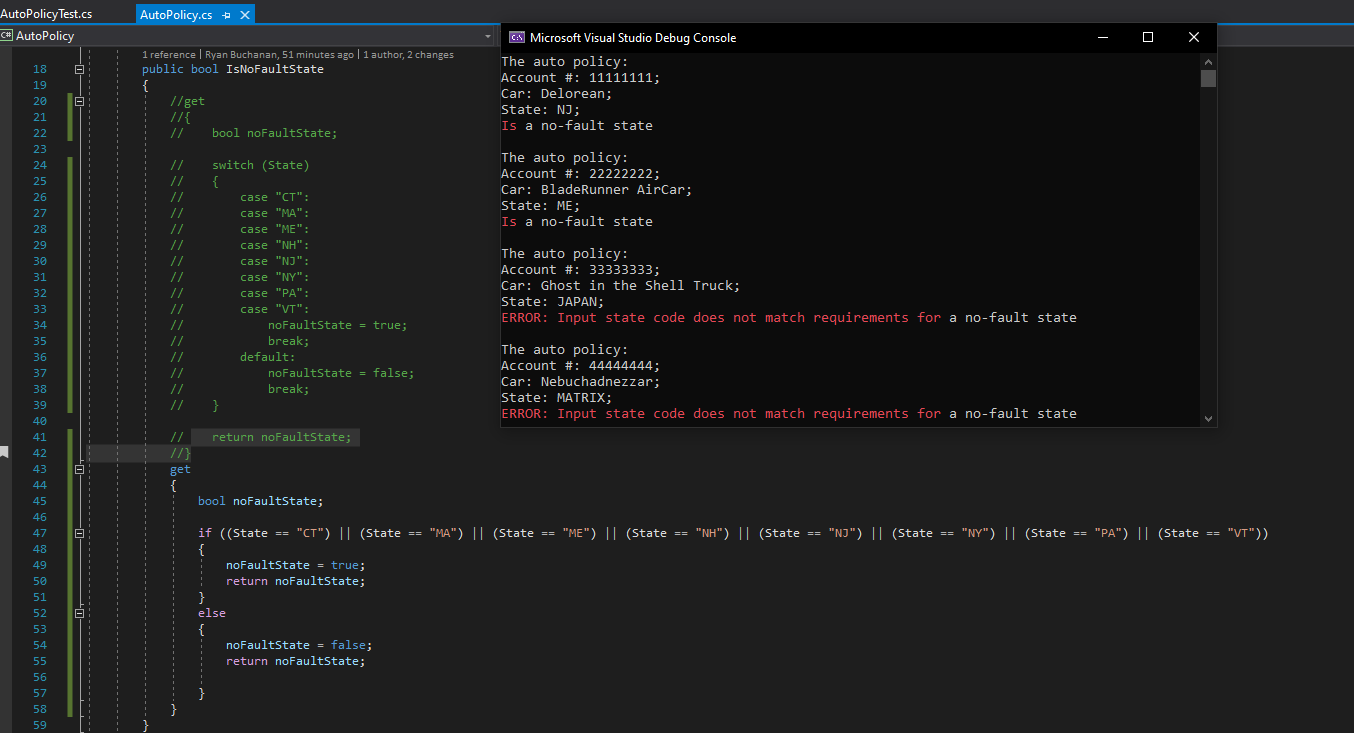 AutoPolicyTest.cs
AutoPolicy.cs
C# AutoPolicy
1 reference | Ryan Buchanan, 51 minutes ago | 1 author, 2 changes
18 public bool IsNoFaultState
19 {
20 //get
21 //{
22 // bool noFaultState;
23
24 // switch (State)
25 // {
26 // case "CT":
27 // case "MA":
28 // case "ME":
29 // case "NH":
30 // case "NJ":
31 // case "NY":
32 // case "PA":
33 // case "VT":
34 // noFaultState = true;
35 // break;
36 // default:
37 // noFaultState = false;
38 // break;
39 // }
40
41 // return noFaultState;
42 //}
43 get
44 {
45 bool noFaultState;
46
47 if ((State == "CT") || (State == "MA") || (State == "ME") || (State == "NH") || (State == "NJ") || (State == "NY") || (State == "PA") || (State == "VT"))
48 {
49 noFaultState = true;
50 return noFaultState;
51 }
52 else
53 {
54 noFaultState = false;
55 return noFaultState;
56
57 }
58 }
59 }
C:\ Microsoft Visual Studio Debug Console
The auto policy:
Account #: 11111111;
Car: Delorean;
State: NJ;
Is a no-fault state
The auto policy:
Account #: 22222222;
Car: BladeRunner AirCar;
State: ME;
Is a no-fault state
The auto policy:
Account #: 33333333;
Car: Ghost in the Shell Truck;
State: JAPAN;
ERROR: Input state code does not match requirements for a no-fault state
The auto policy:
Account #: 44444444;
Car: Nebuchadnezzar;
State: MATRIX;
ERROR: Input state code does not match requirements for a no-fault state